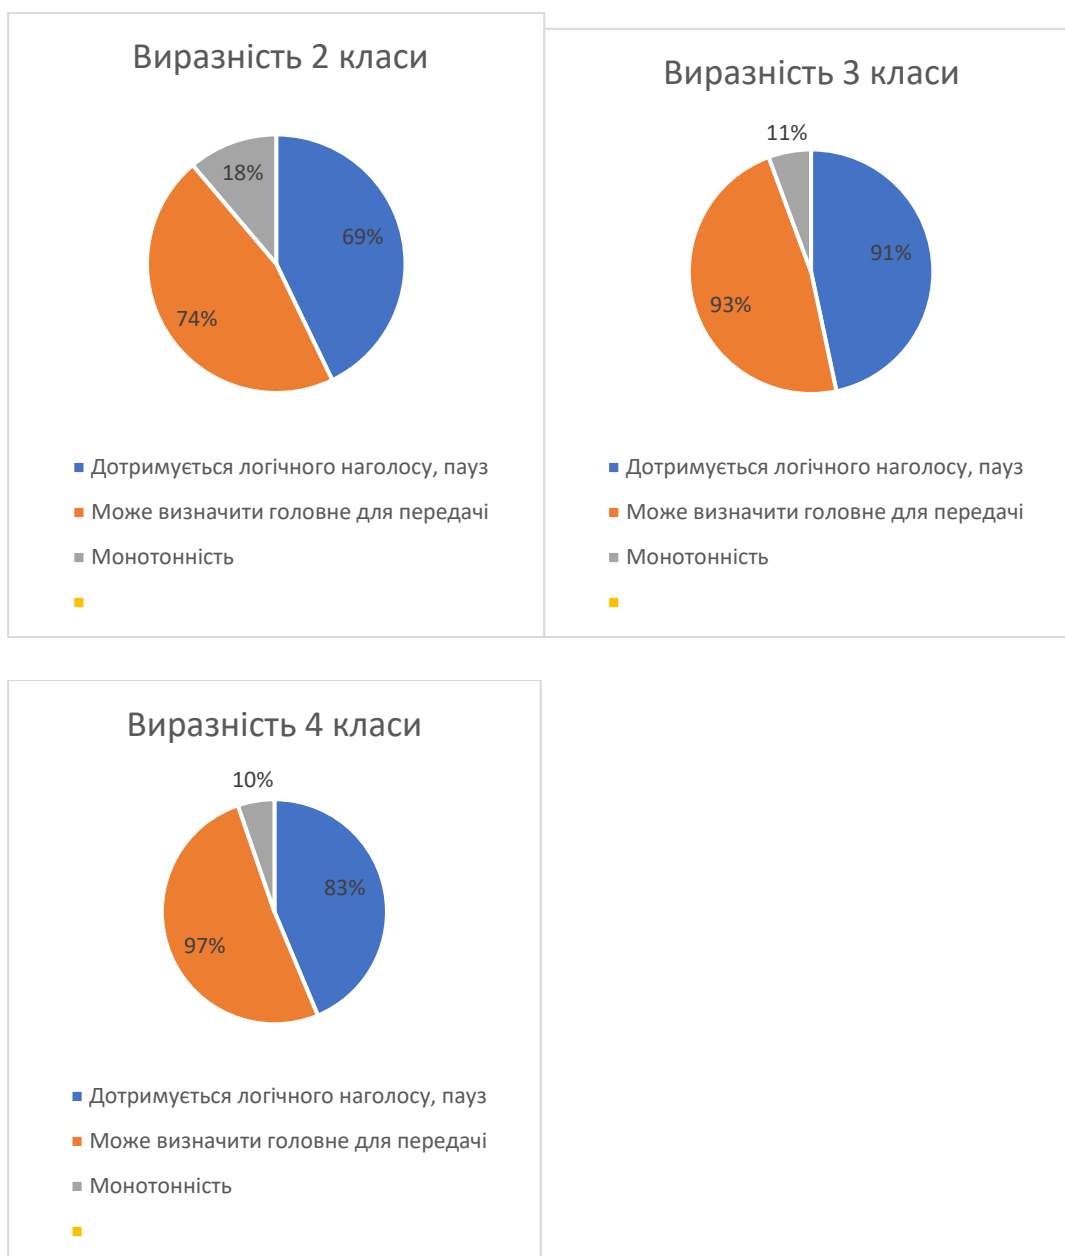 Виразність 2 класи
18%
69%
74%
Дотримується логічного наголосу, пауз
Може визначити головне для передачі
Монотонність
Виразність 3 класи
11%
91%
93%
Дотримується логічного наголосу, пауз
Може визначити головне для передачі
Монотонність
Виразність 4 класи
10%
83%
97%
Дотримується логічного наголосу, пауз
Може визначити головне для передачі
Монотонність